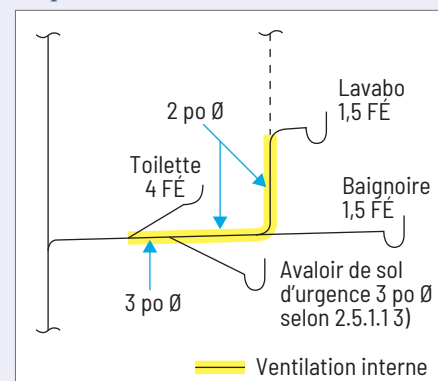 Lavabo
1,5 FÉ
2 po Ø
Toilette
4 FÉ
Baignoire
1,5 FÉ
3 po Ø
Avaloir de sol
d'urgence 3 po Ø
selon 2.5.1.1 3)
Ventilation interne